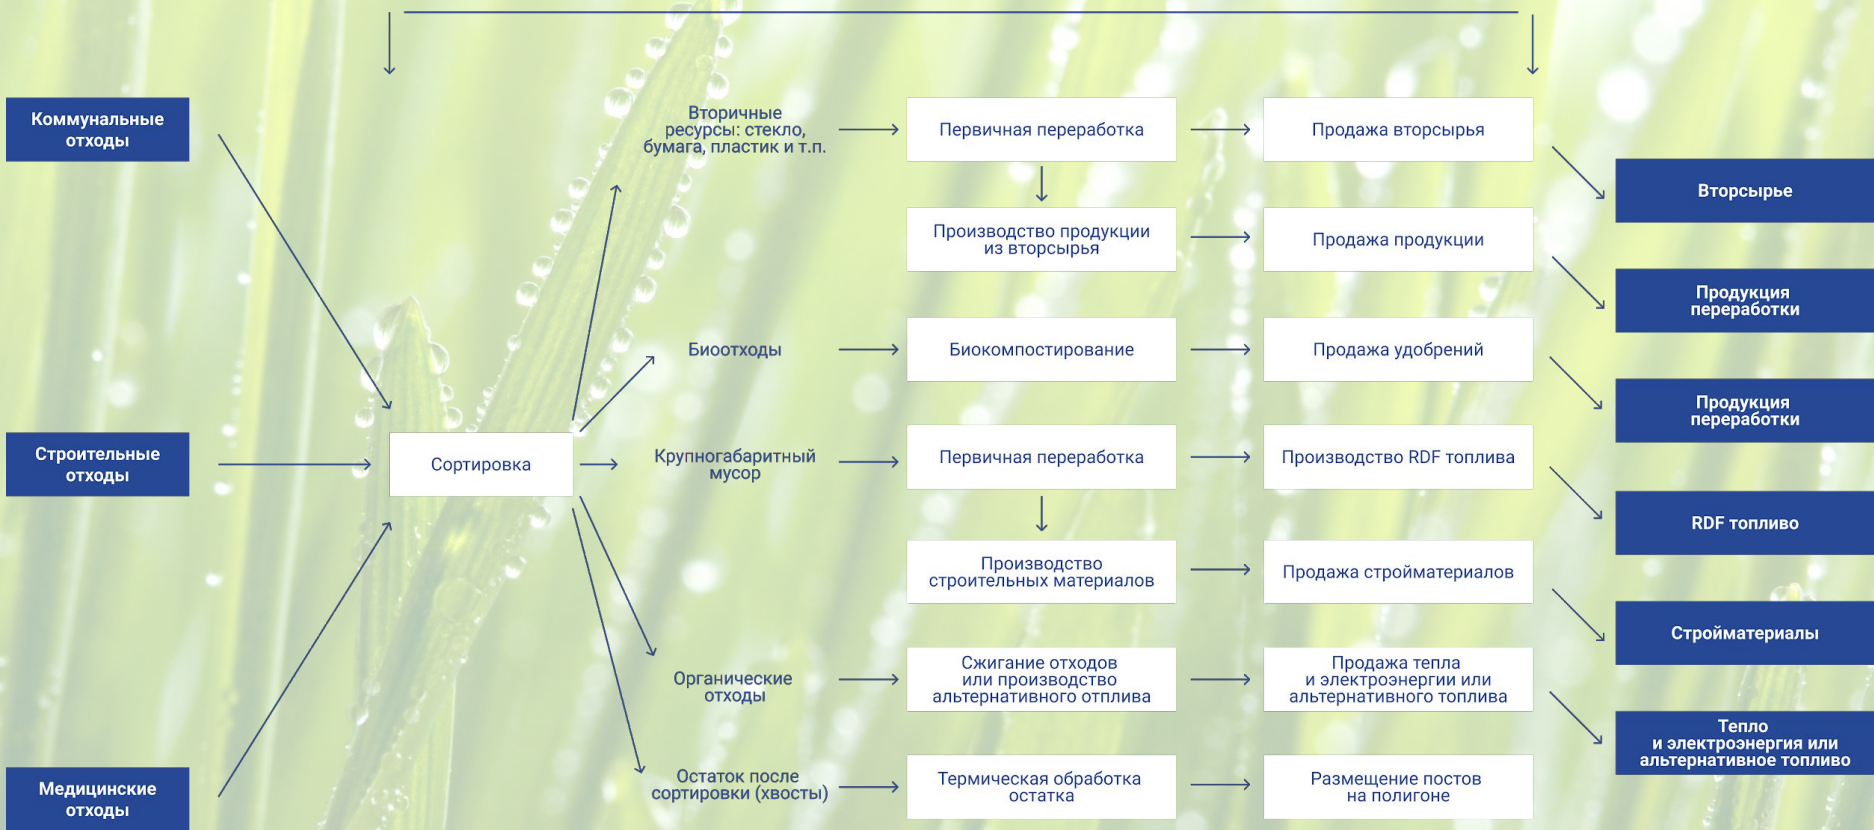 Коммунальные
отходы
Строительные
отходы
Медицинские
отходы
Сортировка
Вторичные
ресурсы: стекло,
бумага, пластик и т.п.
Первичная переработка
Продажа вторсырья
Вторсырье
Производство продукции
из вторсырья
Продажа продукции
Продукция
переработки
Биоотходы
Биокомпостирование
Продажа удобрений
Продукция
переработки
Крупногабаритный
мусор
Первичная переработка
Производство RDF топлива
RDF топливо
Производство
строительных материалов
Продажа стройматериалов
Стройматериалы
Органические
отходы
Сжигание отходов
или производство
альтернативного отплива
Продажа тепла
и электроэнергии или
альтернативного топлива
Тепло
и электроэнергия или
альтернативное топливо
Остаток после
сортировки (хвосты)
Термическая обработка
остатка
Размещение постов
на полигоне